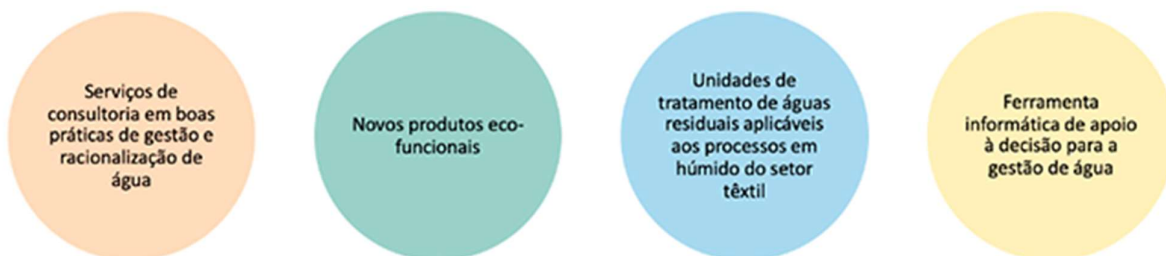 Serviços de
consultoria em boas
práticas de gestão e
racionalização de
água
Novos produtos eco-
funcionais
Unidades de
tratamento de águas
residuais aplicáveis
aos processos em
húmido do setor
têxtil
Ferramenta
informática de apoio
à decisão para a
gestão de água